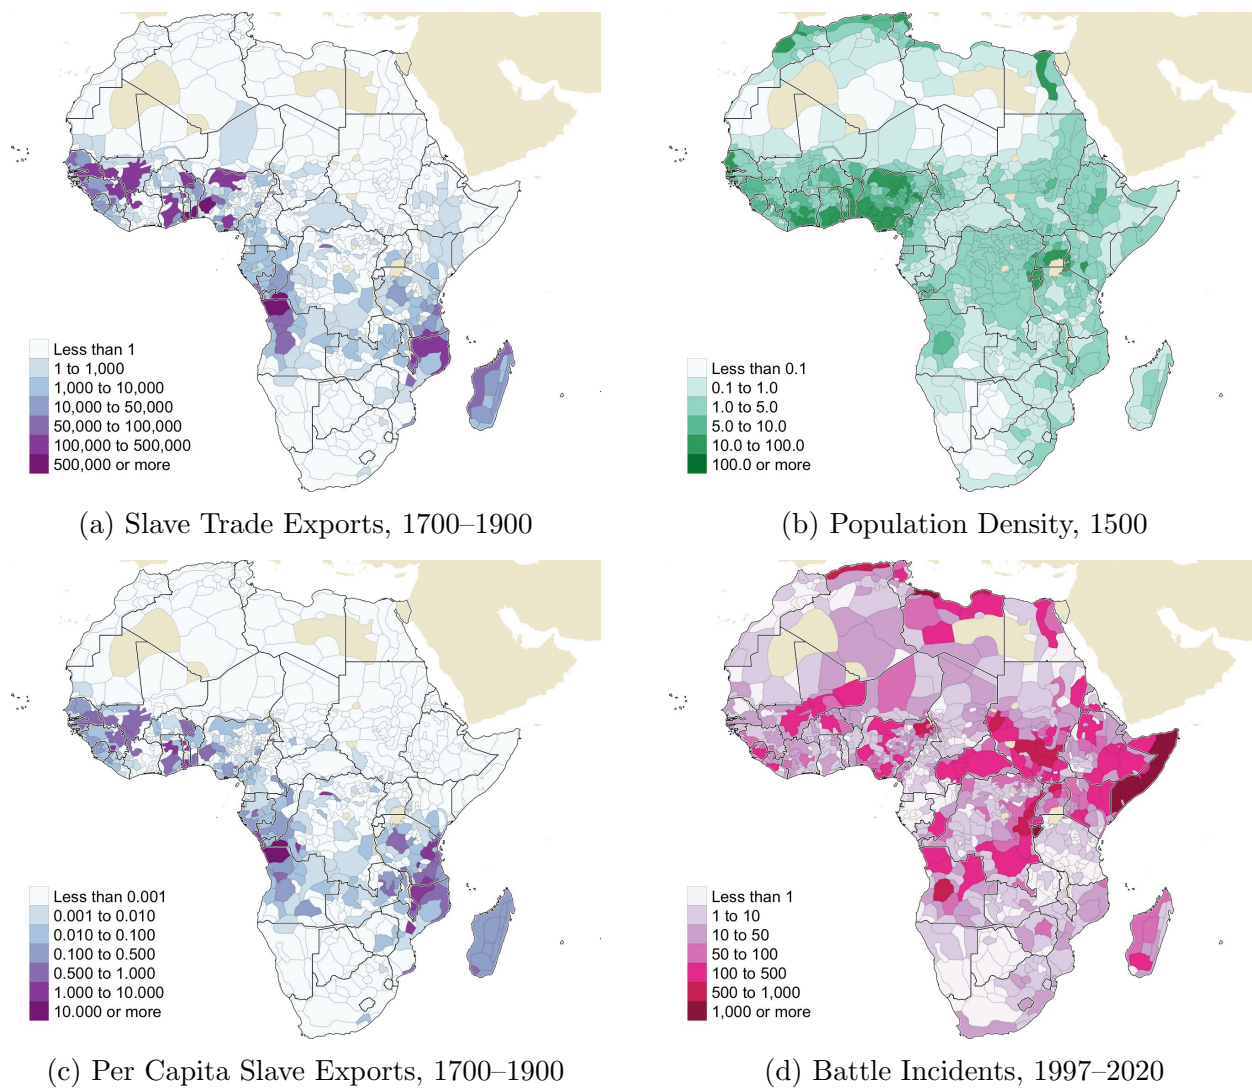 Less than 1
1 to 1,000
1,000 to 10,000
10,000 to 50,000
50,000 to 100,000
100,000 to 500,000
500,000 or more
(a) Slave Trade Exports, 1700–1900
Less than 0.1
0.1 to 1.0
1.0 to 5.0
5.0 to 10.0
10.0 to 100.0
100.0 or more
(b) Population Density, 1500
Less than 0.001
0.001 to 0.010
0.010 to 0.100
0.100 to 0.500
0.500 to 1.000
1.000 to 10.000
10.000 or more
(c) Per Capita Slave Exports, 1700–1900
Less than 1
1 to 10
10 to 50
50 to 100
100 to 500
500 to 1,000
1,000 or more
(d) Battle Incidents, 1997–2020